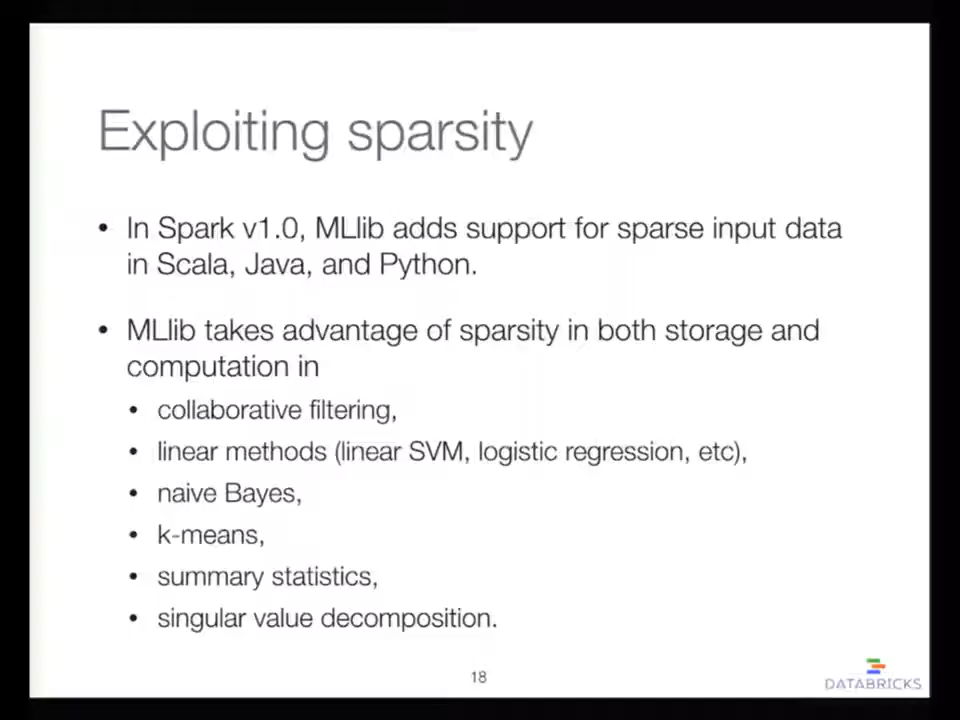 Exploiting sparsity
• In Spark v1.0, MLlib adds support for sparse input data
in Scala, Java, and Python.
• MLlib takes advantage of sparsity in both storage and
computation in
• collaborative filtering,
• linear methods (linear SVM, logistic regression, etc),
• naive Bayes,
• k-means,
• summary statistics,
• singular value decomposition.
18
DATABRICKS